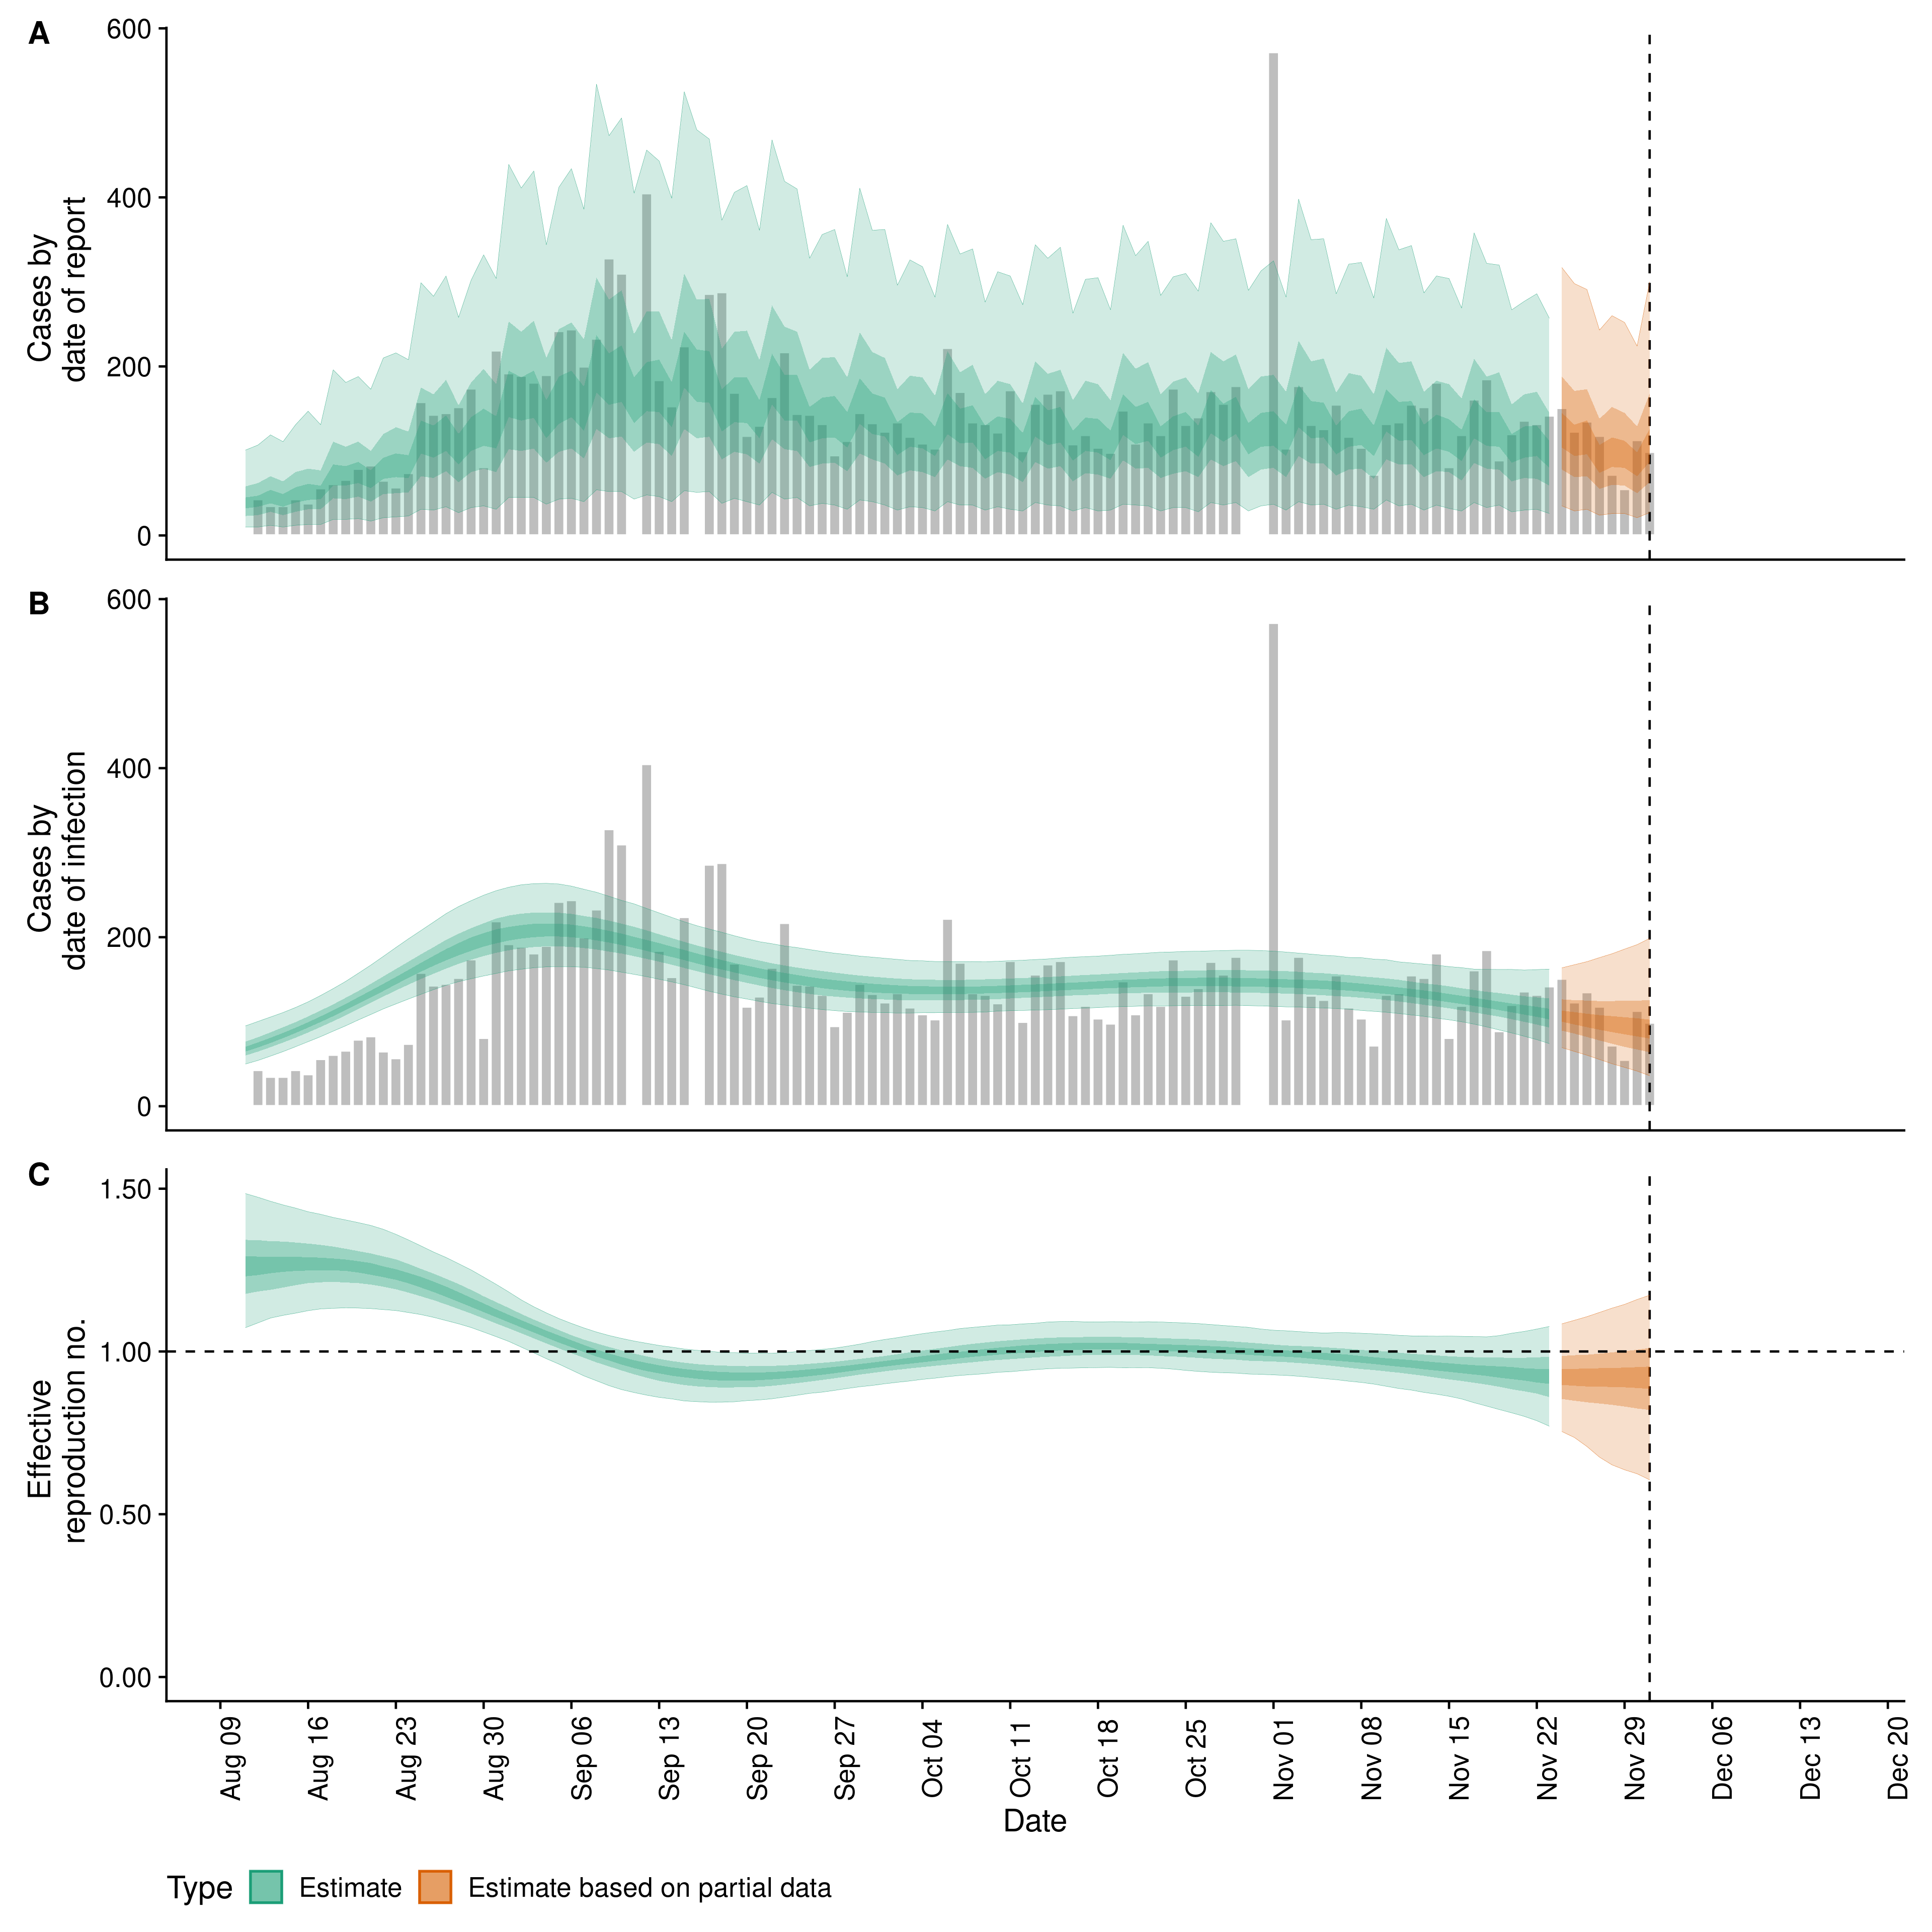 A
600
400
200
0
Cases by
date of report
B
600
400
200
0
Cases by
date of infection
C
1.50
1.00
0.50
0.00
Effective
reproduction no.
Aug 09
Aug 16
Aug 23
Aug 30
Sep 06
Sep 13
Sep 20
Sep 27
Oct 04
Oct 11
Oct 18
Oct 25
Nov 01
Nov 08
Nov 15
Nov 22
Nov 29
Dec 06
Dec 13
Dec 20
Date
Type Estimate Estimate based on partial data